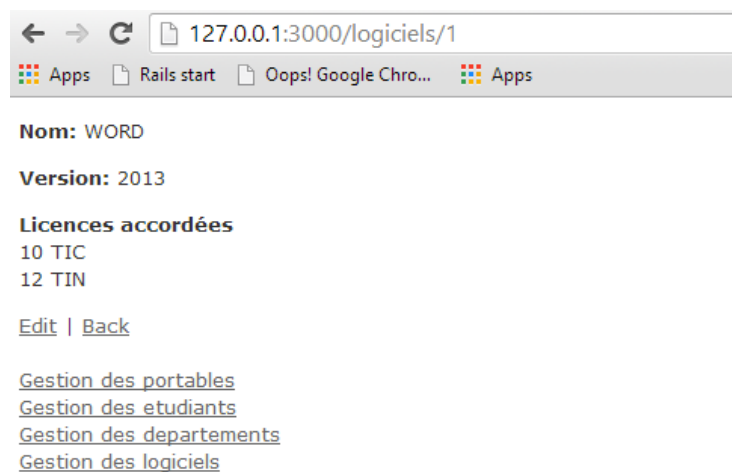 127.0.0.1:3000/logiciels/1
Apps Rails start Oops! Google Chro... Apps
Nom: WORD
Version: 2013
Licences accordées
10 TIC
12 TIN
Edit | Back
Gestion des portables
Gestion des etudiants
Gestion des departements
Gestion des logiciels